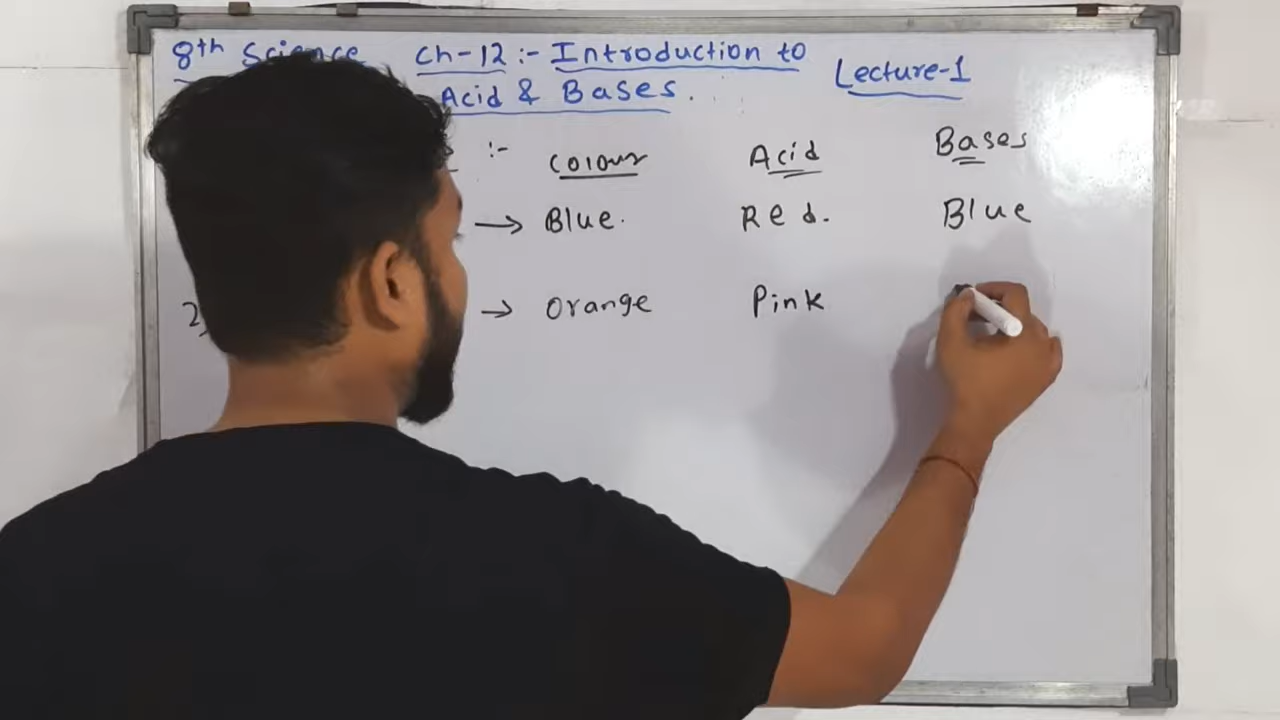 8th Science Ch-12 :- Introduction to Lecture-1
Acid & Bases.
:- Colour Acid Bases
→ Blue. Red. Blue
2) → Orange Pink